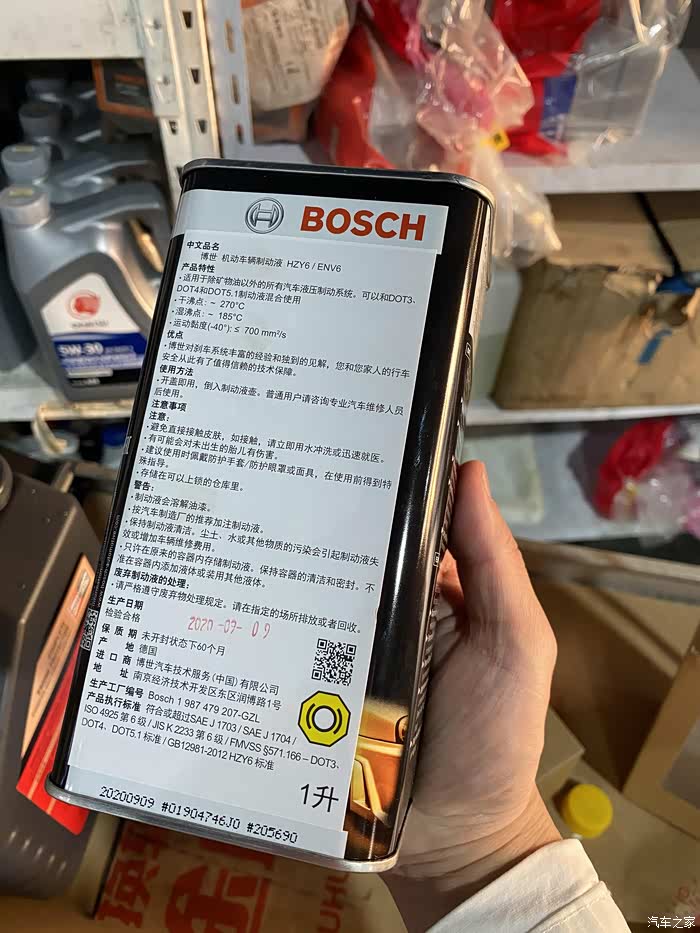 BOSCH
中文品名
博世 机动车辆制动液 HZY6 / ENV6
产品特性
·适用于除矿物油以外的所有汽车液压制动系统。可以和DOT3、
DOT4和DOT5.1制动液混合使用
·干沸点：~ 270°C
·湿沸点：~ 185°C
·运动黏度(-40°): ≤ 700 mm²/s
优点
·博世对刹车系统丰富的经验和独到的见解，您和您家人的行车
安全从此有了值得信赖的技术保障。
使用方法
·开盖即用，倒入制动液壶。普通用户请咨询专业汽车维修人员
后使用。
注意事项
注意：
·避免直接接触皮肤，如接触，请立即用水冲洗或迅速就医。
·有可能会对未出生的胎儿有伤害。
·建议使用时佩戴防护手套/防护眼罩或面具，在使用前得到特
殊指导。
·存储在可以上锁的仓库里。
警告：
·制动液会溶解油漆。
·按汽车制造厂的推荐加注制动液。
·保持制动液清洁。尘土、水或其他物质的污染会引起制动液失
效或增加车辆维修费用。
·只许在原来的容器内存储制动液。保持容器的清洁和密封。不
准在容器内添加液体或装用其他液体。
废弃制动液的处理：
·请严格遵守废弃物处理规定。请在指定的场所排放或者回收。
生产日期 2020-09-09
检验合格
保 质 期 未开封状态下60个月
产 地 德国
进 口 商 博世汽车技术服务(中国)有限公司
地 址 南京经济技术开发区东区润博路1号
生产工厂编号 Bosch 1 987 479 207-GZL
产品执行标准 符合或超过SAE J 1703 / SAE J 1704 /
ISO 4925 第 6 级 / JIS K 2233 第 6 级 / FMVSS §571.166 – DOT3、
DOT4、DOT5.1 标准 / GB12981-2012 HZY6 标准
1升
20200909 #01904746J0 #205690
5W-30
汽车之家